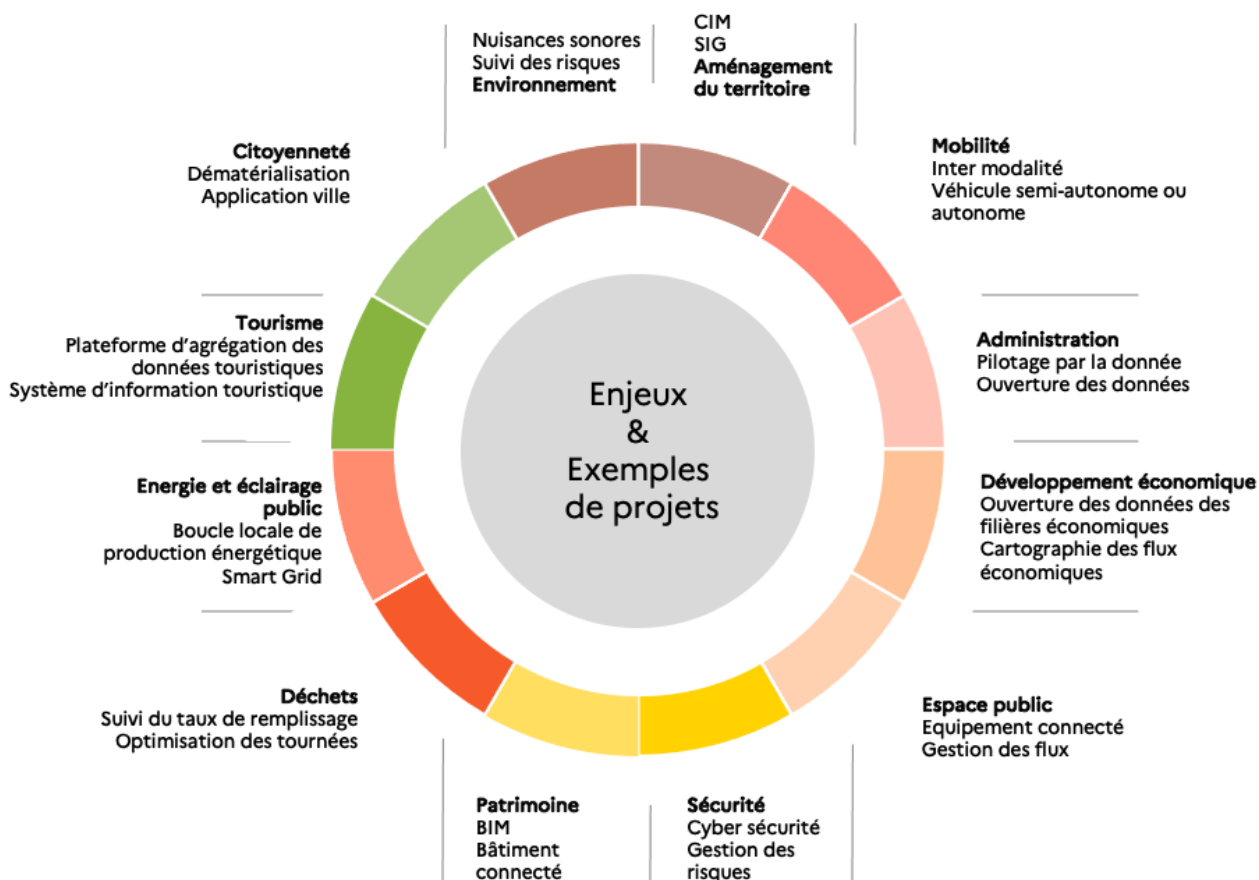 Nuisances sonores
Suivi des risques
Environnement
CIM
SIG
Aménagement
du territoire
Mobilité
Inter modalité
Véhicule semi-autonome ou
autonome
Administration
Pilotage par la donnée
Ouverture des données
Développement économique
Ouverture des données des
filières économiques
Cartographie des flux
économiques
Espace public
Equipement connecté
Gestion des flux
Sécurité
Cyber sécurité
Gestion des
risques
Patrimoine
BIM
Bâtiment
connecté
Déchets
Suivi du taux de remplissage
Optimisation des tournées
Energie et éclairage
public
Boucle locale de
production énergétique
Smart Grid
Tourisme
Plateforme d'agrégation des
données touristiques
Système d'information touristique
Citoyenneté
Dématérialisation
Application ville
Enjeux
&
Exemples
de projets